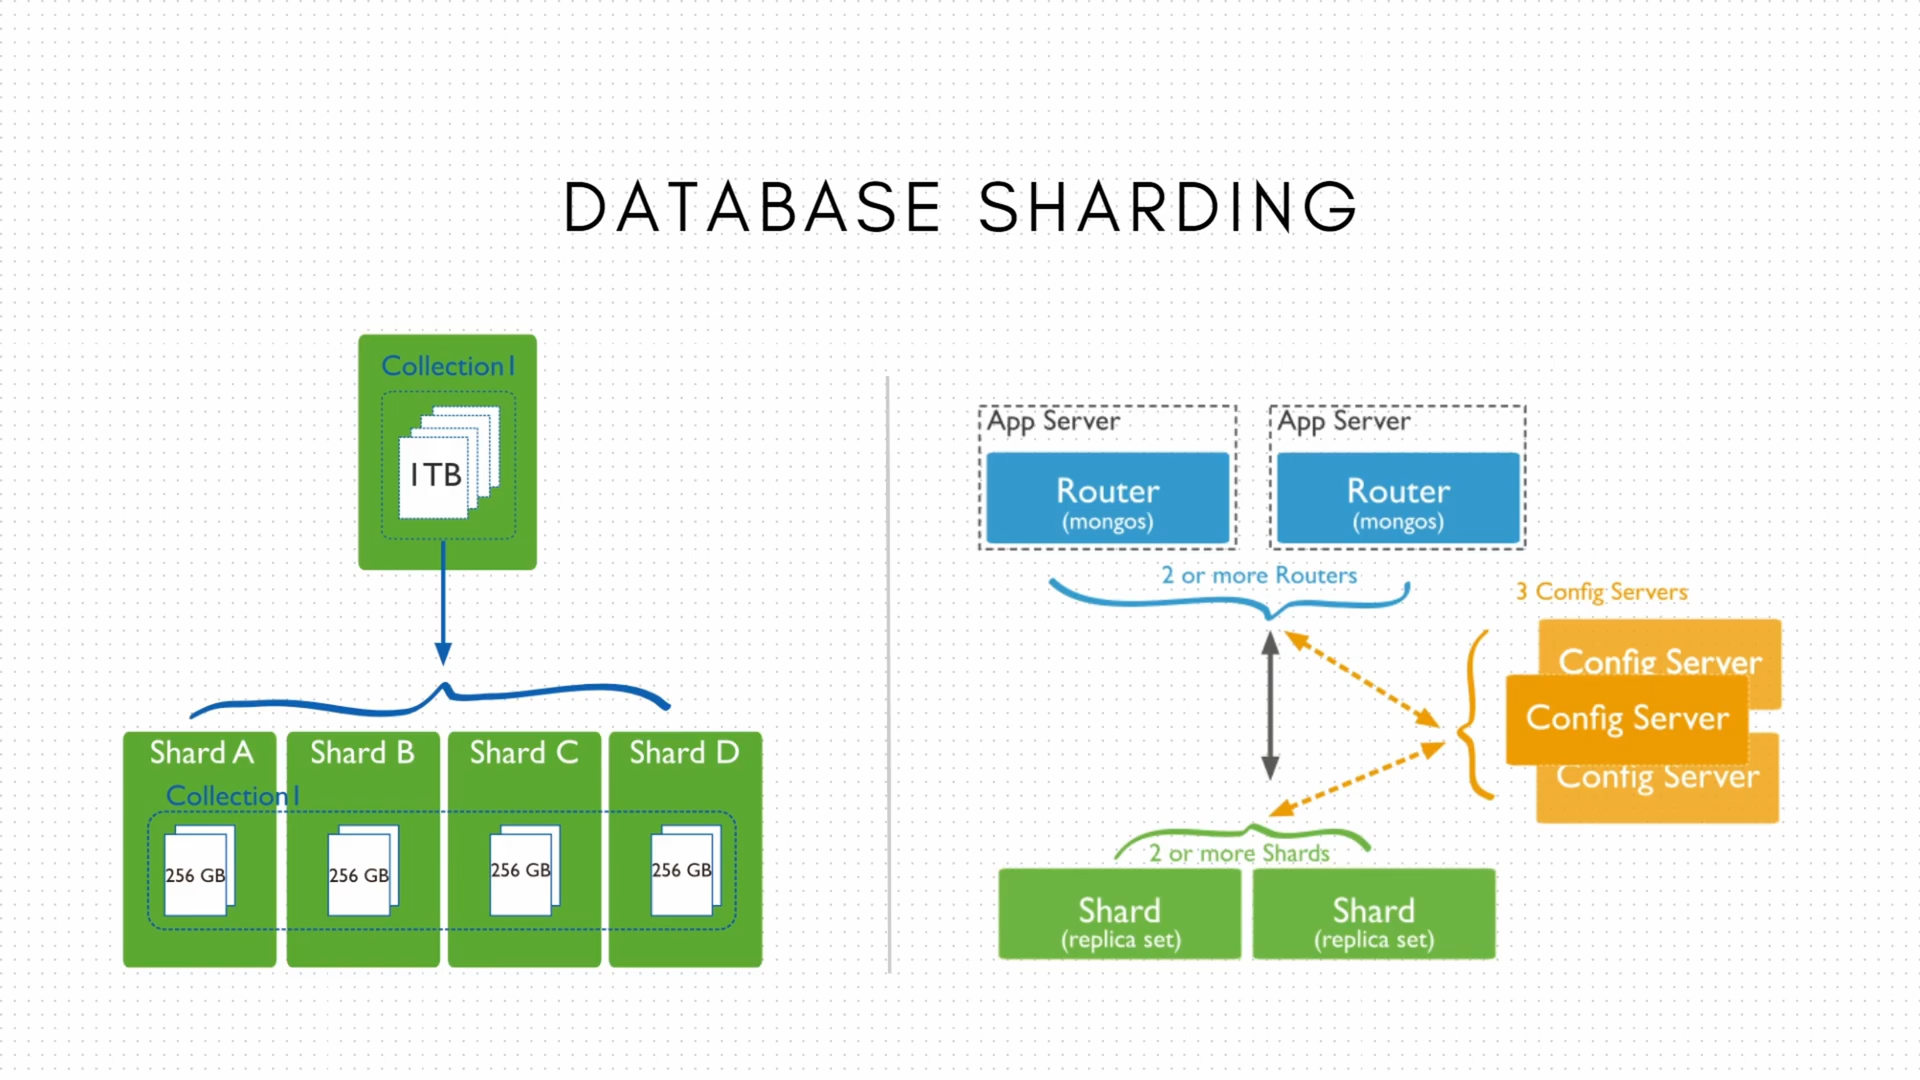 DATABASE SHARDING
Collection1
1TB
Shard A
Shard B
Shard C
Shard D
Collection1
256 GB
256 GB
256 GB
256 GB
App Server
App Server
Router
(mongos)
Router
(mongos)
2 or more Routers
3 Config Servers
Config Server
Config Server
Config Server
2 or more Shards
Shard
(replica set)
Shard
(replica set)